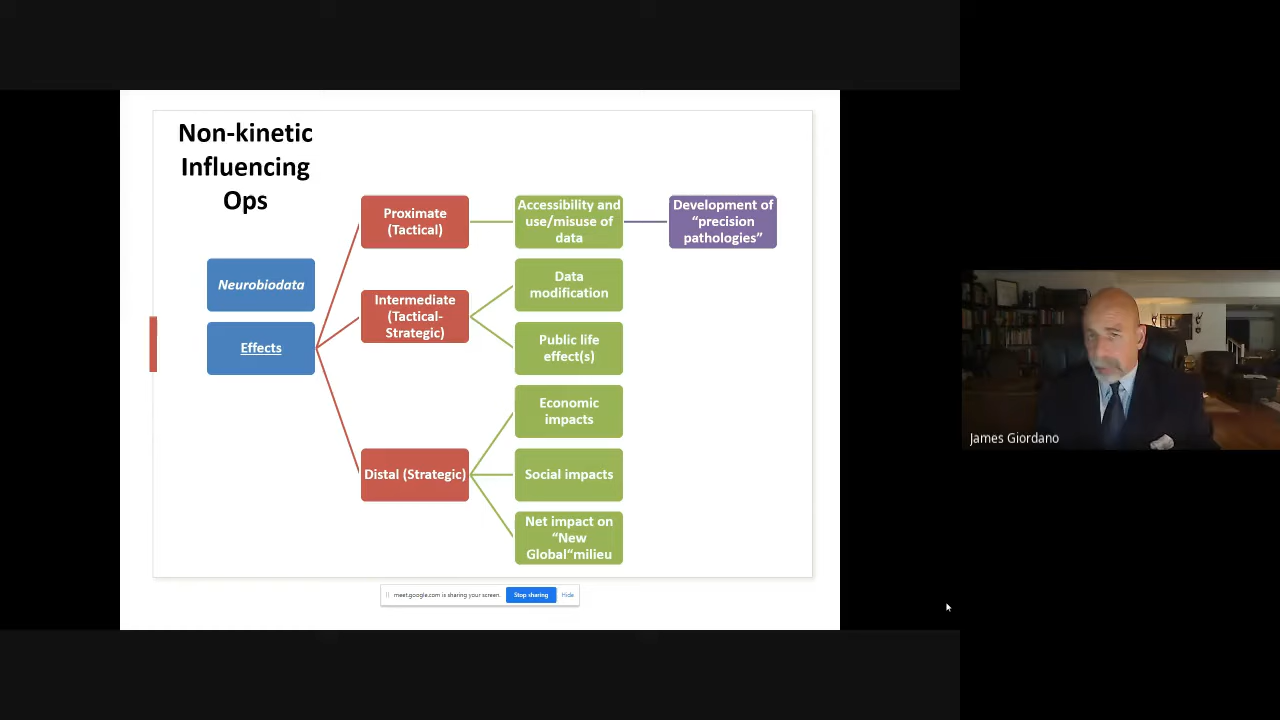 Non-kinetic
Influencing
Ops
Neurobiodata
Effects
Proximate
(Tactical)
Intermediate
(Tactical-
Strategic)
Distal (Strategic)
Accessibility and
use/misuse of
data
Data
modification
Public life
effect(s)
Economic
impacts
Social impacts
Net impact on
“New
Global“milieu
Development of
“precision
pathologies”
meet.google.com is sharing your screen.
Stop sharing
Hide
James Giordano